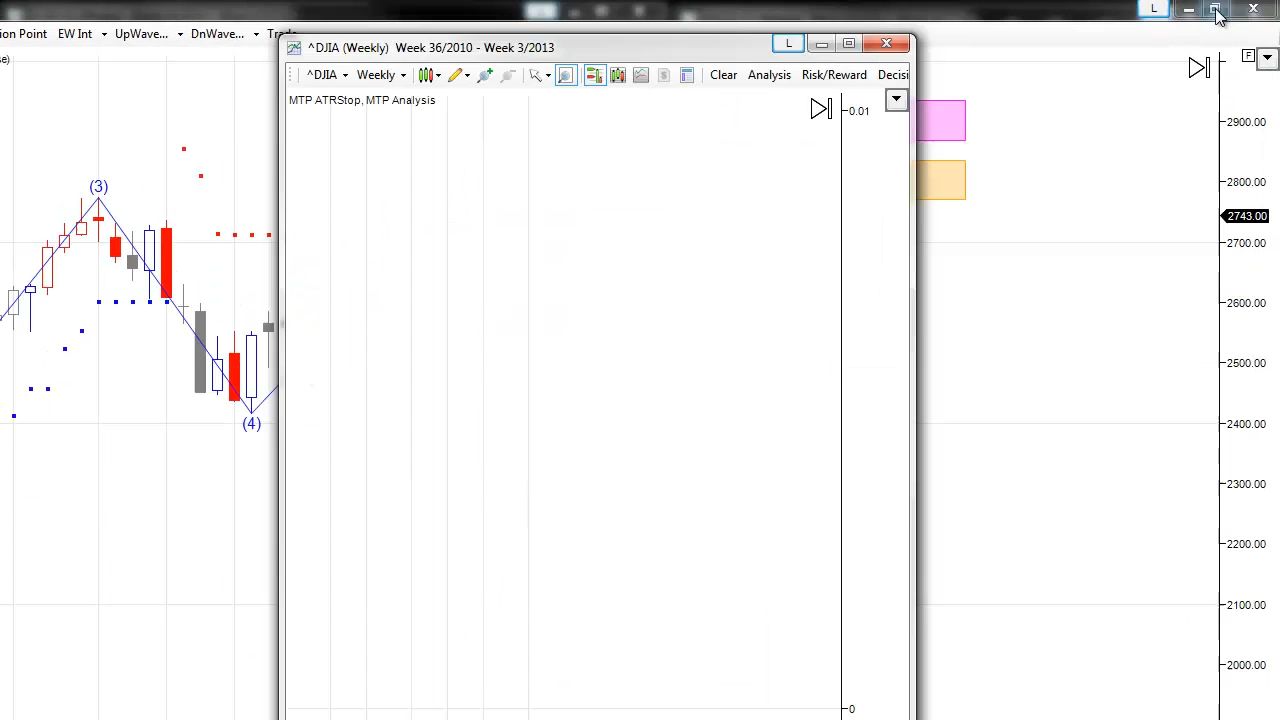 L
ion Point EW Int UpWave... DnWave... Trade
se)
F
^DJIA (Weekly) Week 36/2010 - Week 3/2013
L
^DJIA Weekly Clear Analysis Risk/Reward Decisi
MTP ATRStop, MTP Analysis
0.01
0
(3)
(4)
2900.00
2800.00
2743.00
2700.00
2600.00
2500.00
2400.00
2300.00
2200.00
2100.00
2000.00